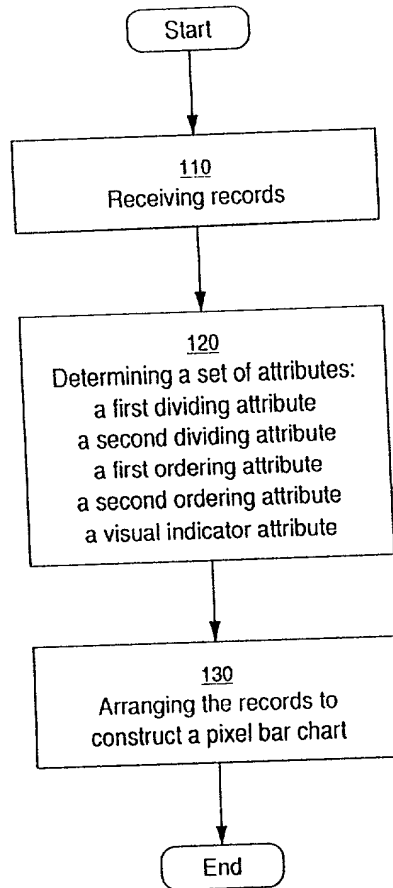 Start
110
Receiving records
120
Determining a set of attributes:
a first dividing attribute
a second dividing attribute
a first ordering attribute
a second ordering attribute
a visual indicator attribute
130
Arranging the records to
construct a pixel bar chart
End